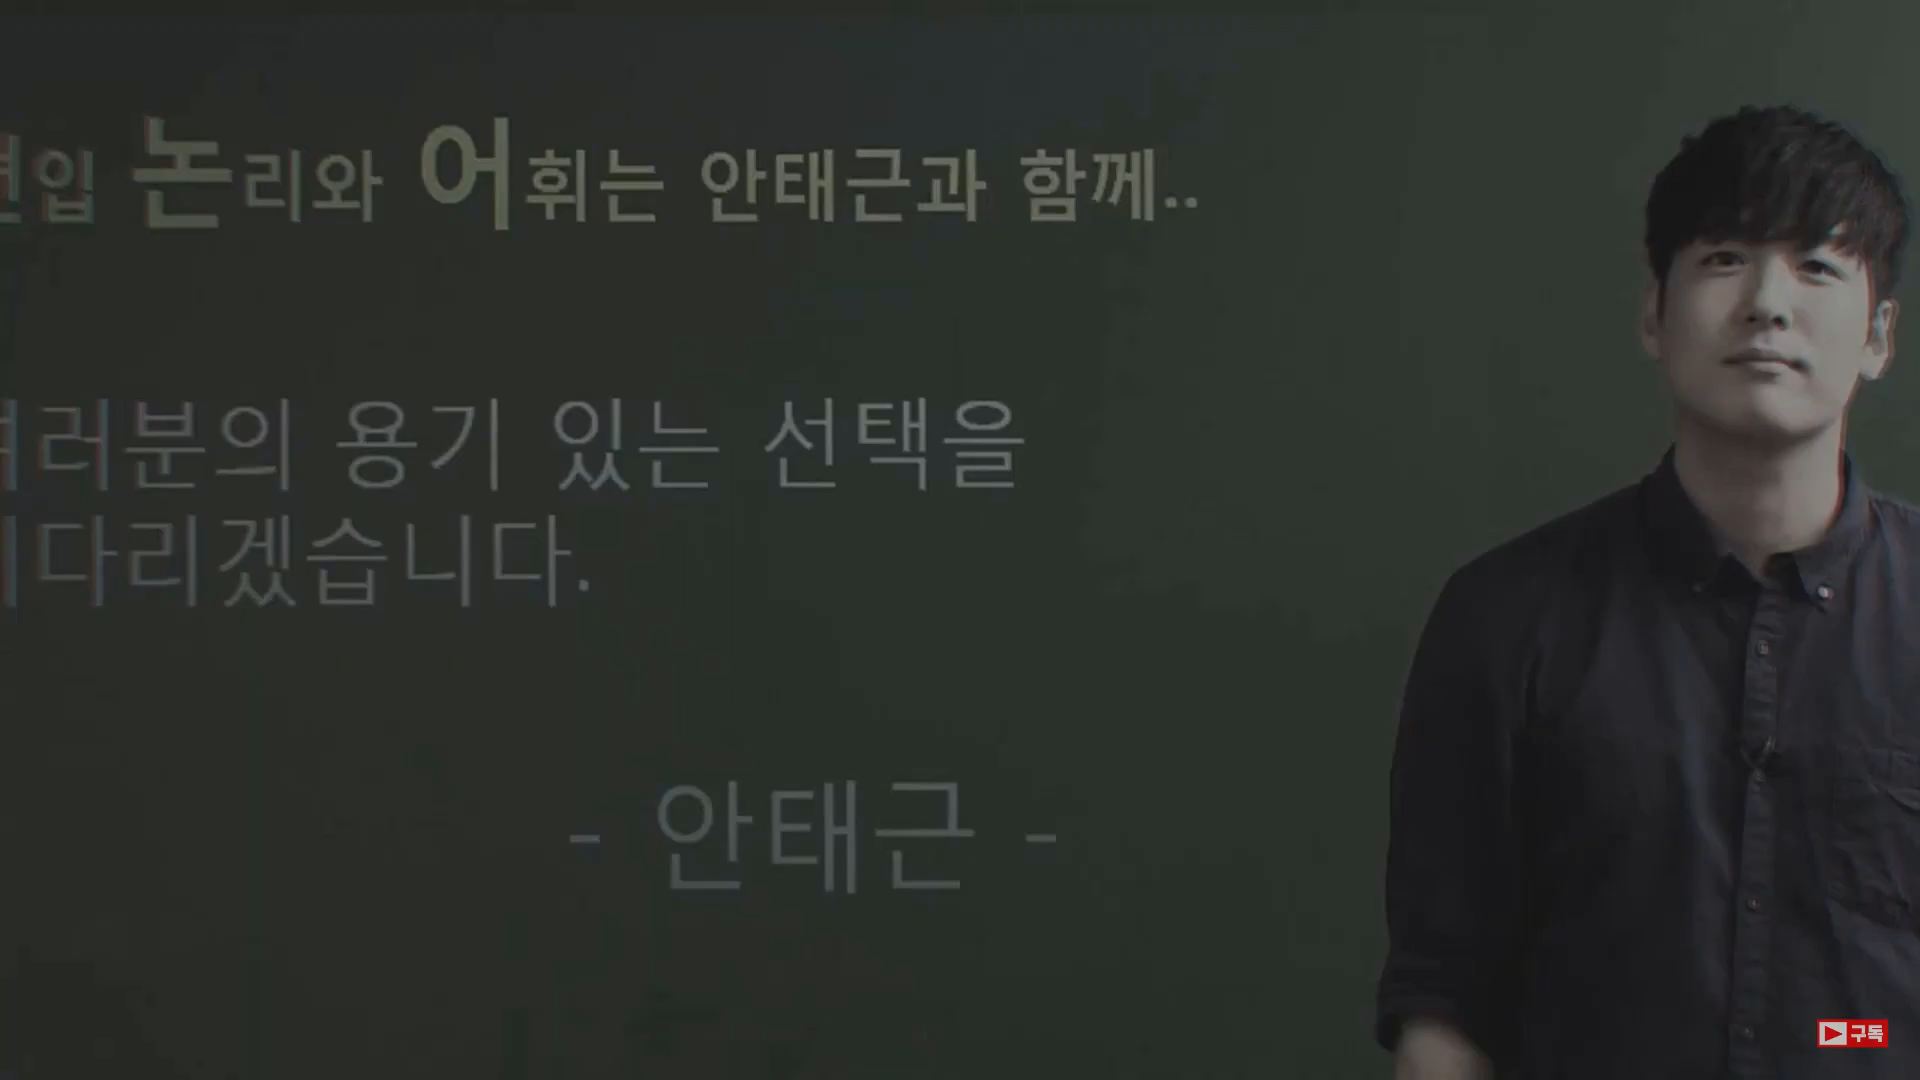 입 논리와 어휘는 안태근과 함께..
러분의 용기 있는 선택을
다리겠습니다.
- 안태근 -
구독